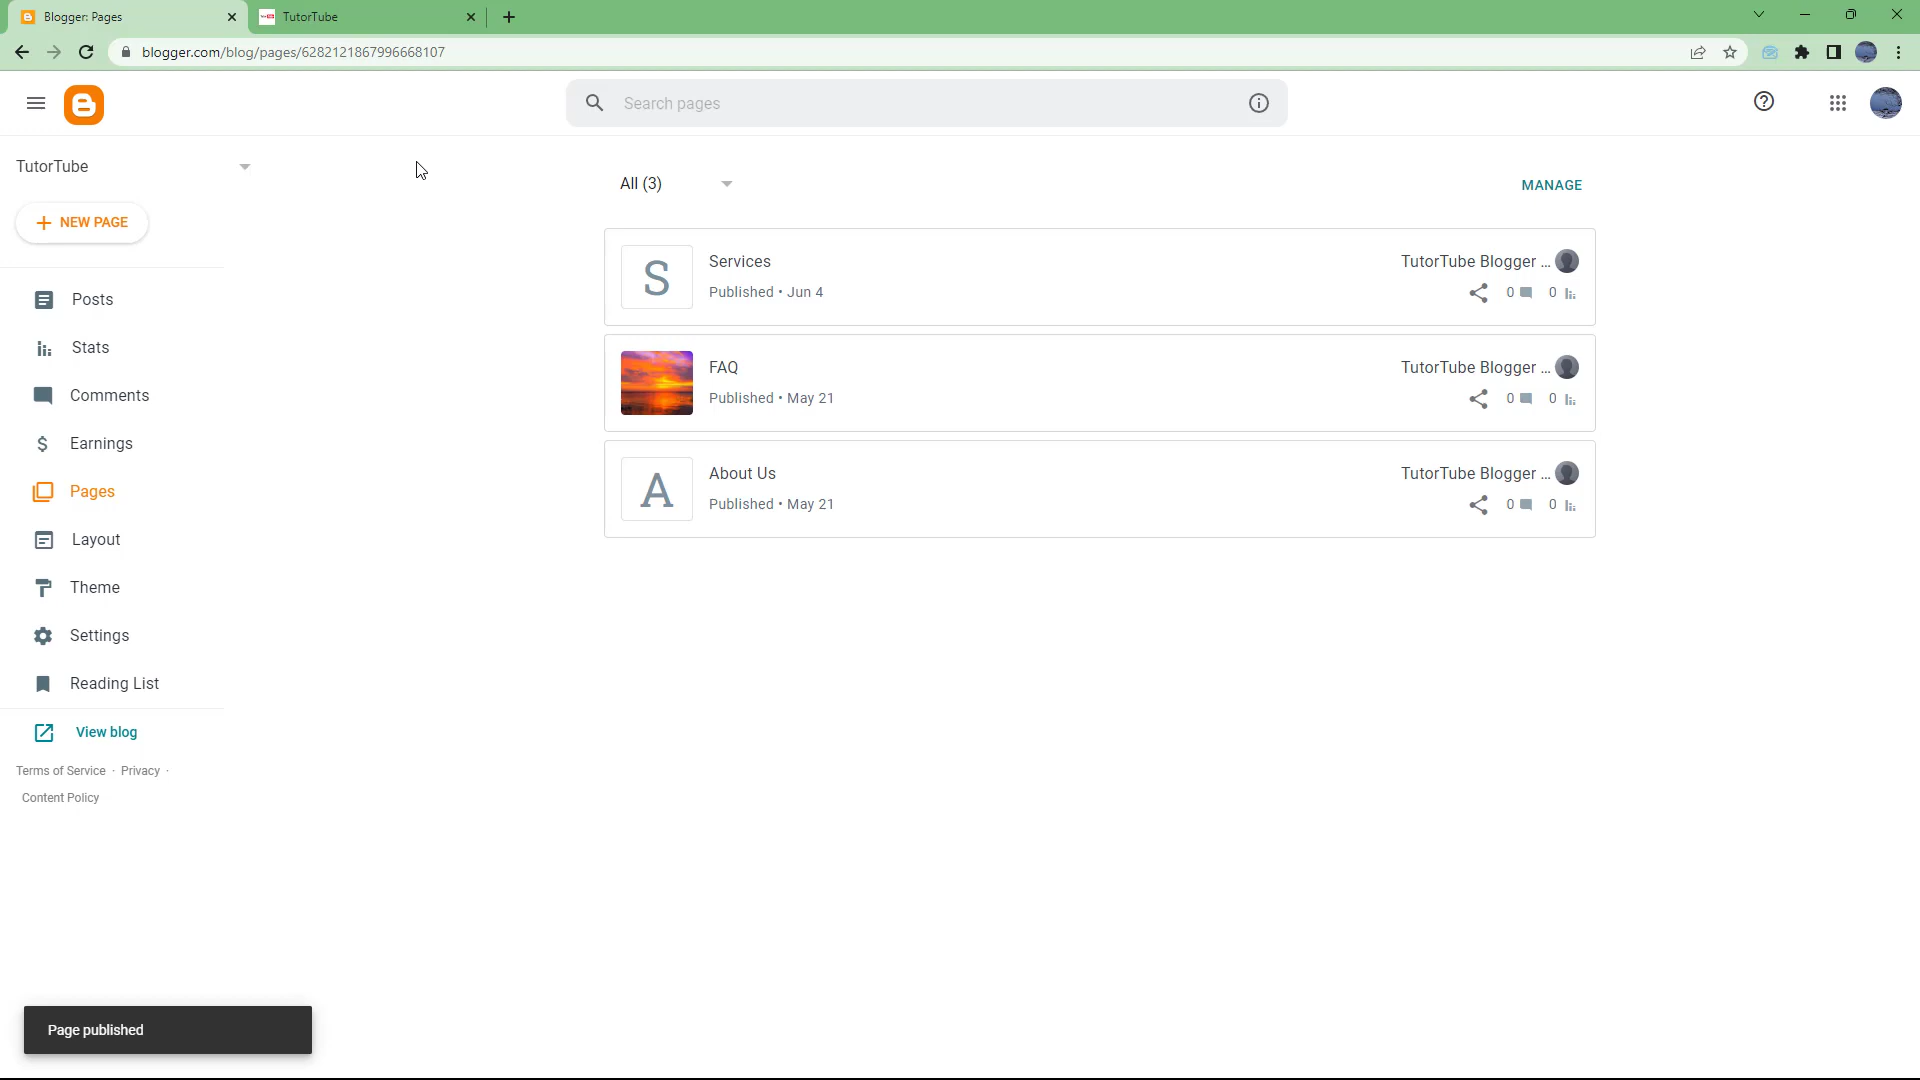 Blogger: Pages
TutorTube
blogger.com/blog/pages/6282121867996668107
Search pages
TutorTube
NEW PAGE
Posts
Stats
Comments
Earnings
Pages
Layout
Theme
Settings
Reading List
View blog
Terms of Service · Privacy ·
Content Policy
All (3)
MANAGE
S
Services
Published • Jun 4
TutorTube Blogger ...
0 0
FAQ
Published • May 21
TutorTube Blogger ...
0 0
A
About Us
Published • May 21
TutorTube Blogger ...
0 0
Page published